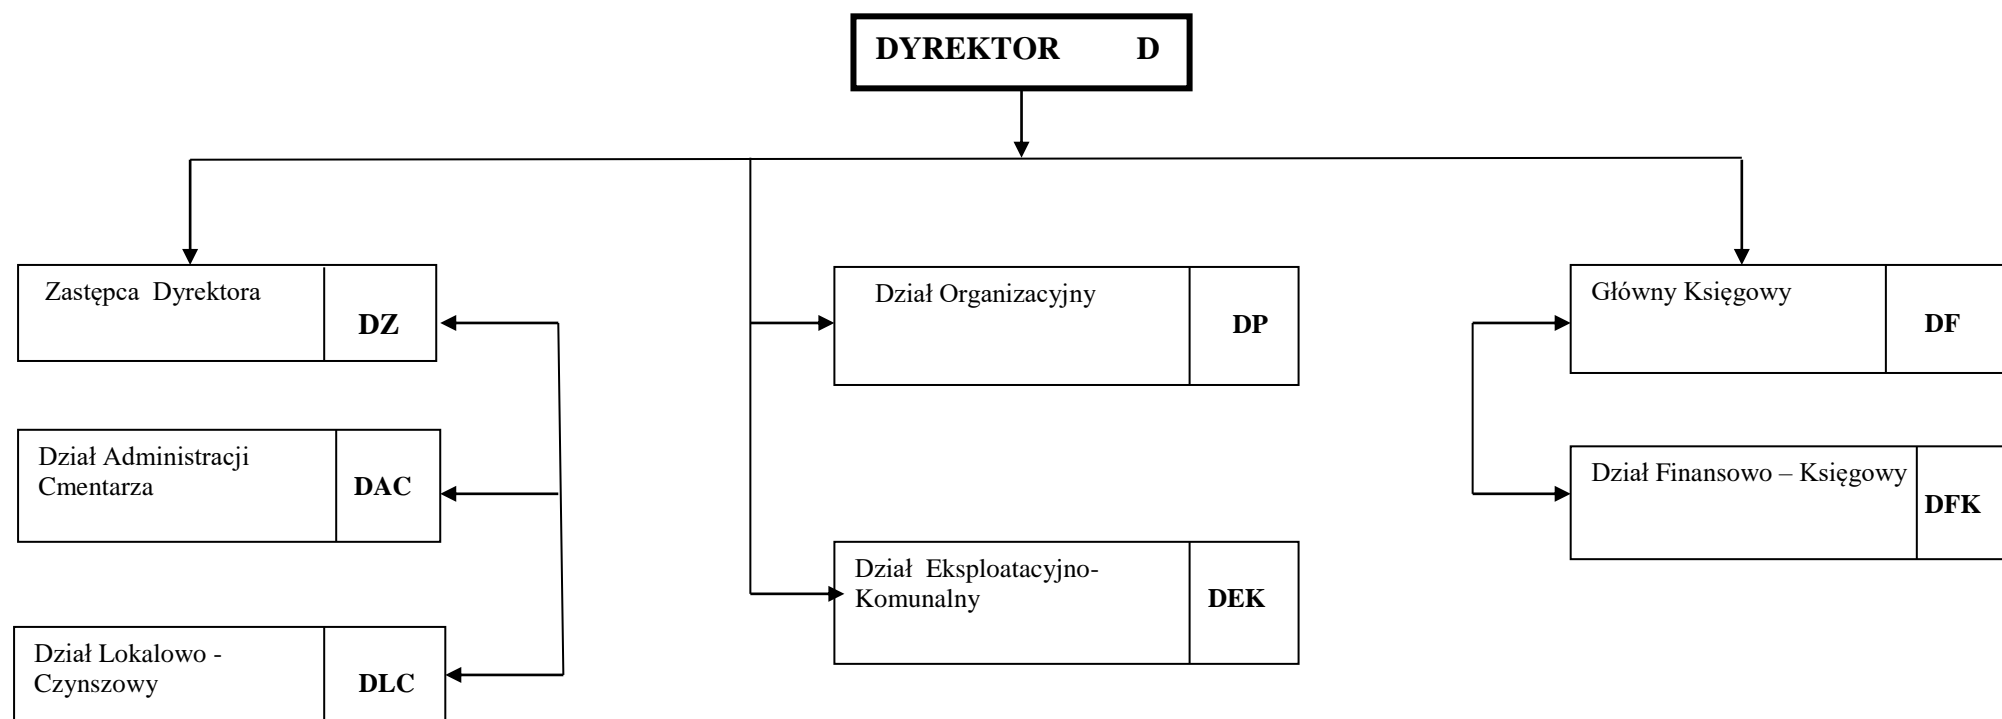 DYREKTOR D
Zastępca Dyrektora
DZ
Dział Organizacyjny
DP
Główny Księgowy
DF
Dział Administracji
Cmentarza
DAC
Dział Finansowo – Księgowy
DFK
Dział Eksploatacyjno-
Komunalny
DEK
Dział Lokalowo -
Czynszowy
DLC